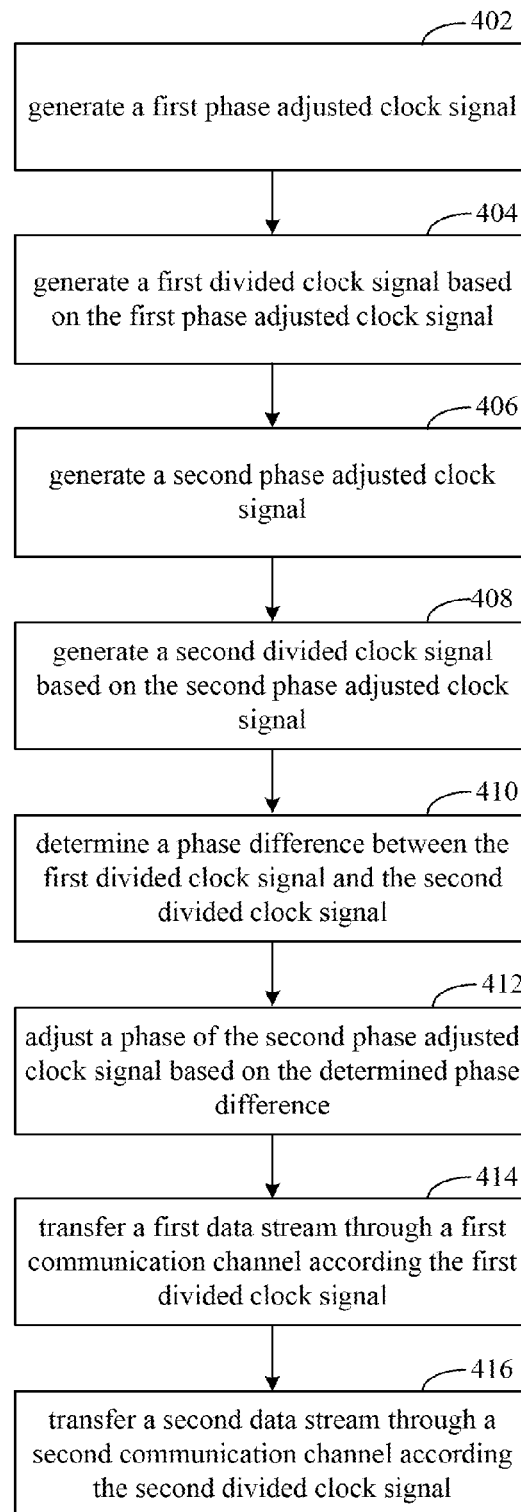 402
generate a first phase adjusted clock signal
404
generate a first divided clock signal based
on the first phase adjusted clock signal
406
generate a second phase adjusted clock
signal
408
generate a second divided clock signal
based on the second phase adjusted clock
signal
410
determine a phase difference between the
first divided clock signal and the second
divided clock signal
412
adjust a phase of the second phase adjusted
clock signal based on the determined phase
difference
414
transfer a first data stream through a first
communication channel according the first
divided clock signal
416
transfer a second data stream through a
second communication channel according
the second divided clock signal